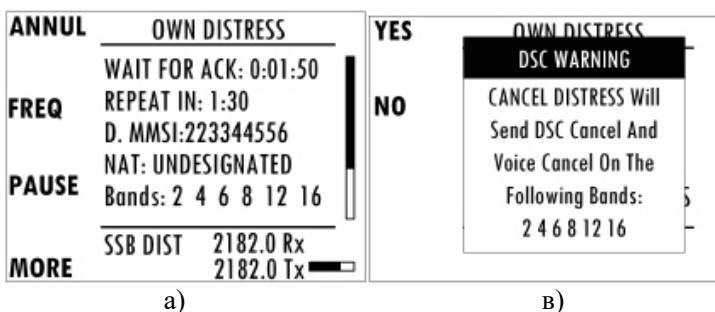 ANNUL
OWN DISTRESS
WAIT FOR ACK: 0:01:50
FREQ
REPEAT IN: 1:30
D. MMSI:223344556
NAT: UNDESIGNATED
PAUSE
Bands: 2 4 6 8 12 16
SSB DIST 2182.0 Rx
MORE
2182.0 Tx
а)
YES
OWN DISTRESS
DSC WARNING
NO
CANCEL DISTRESS Will
Send DSC Cancel And
Voice Cancel On The
Following Bands:
2 4 6 8 12 16
в)